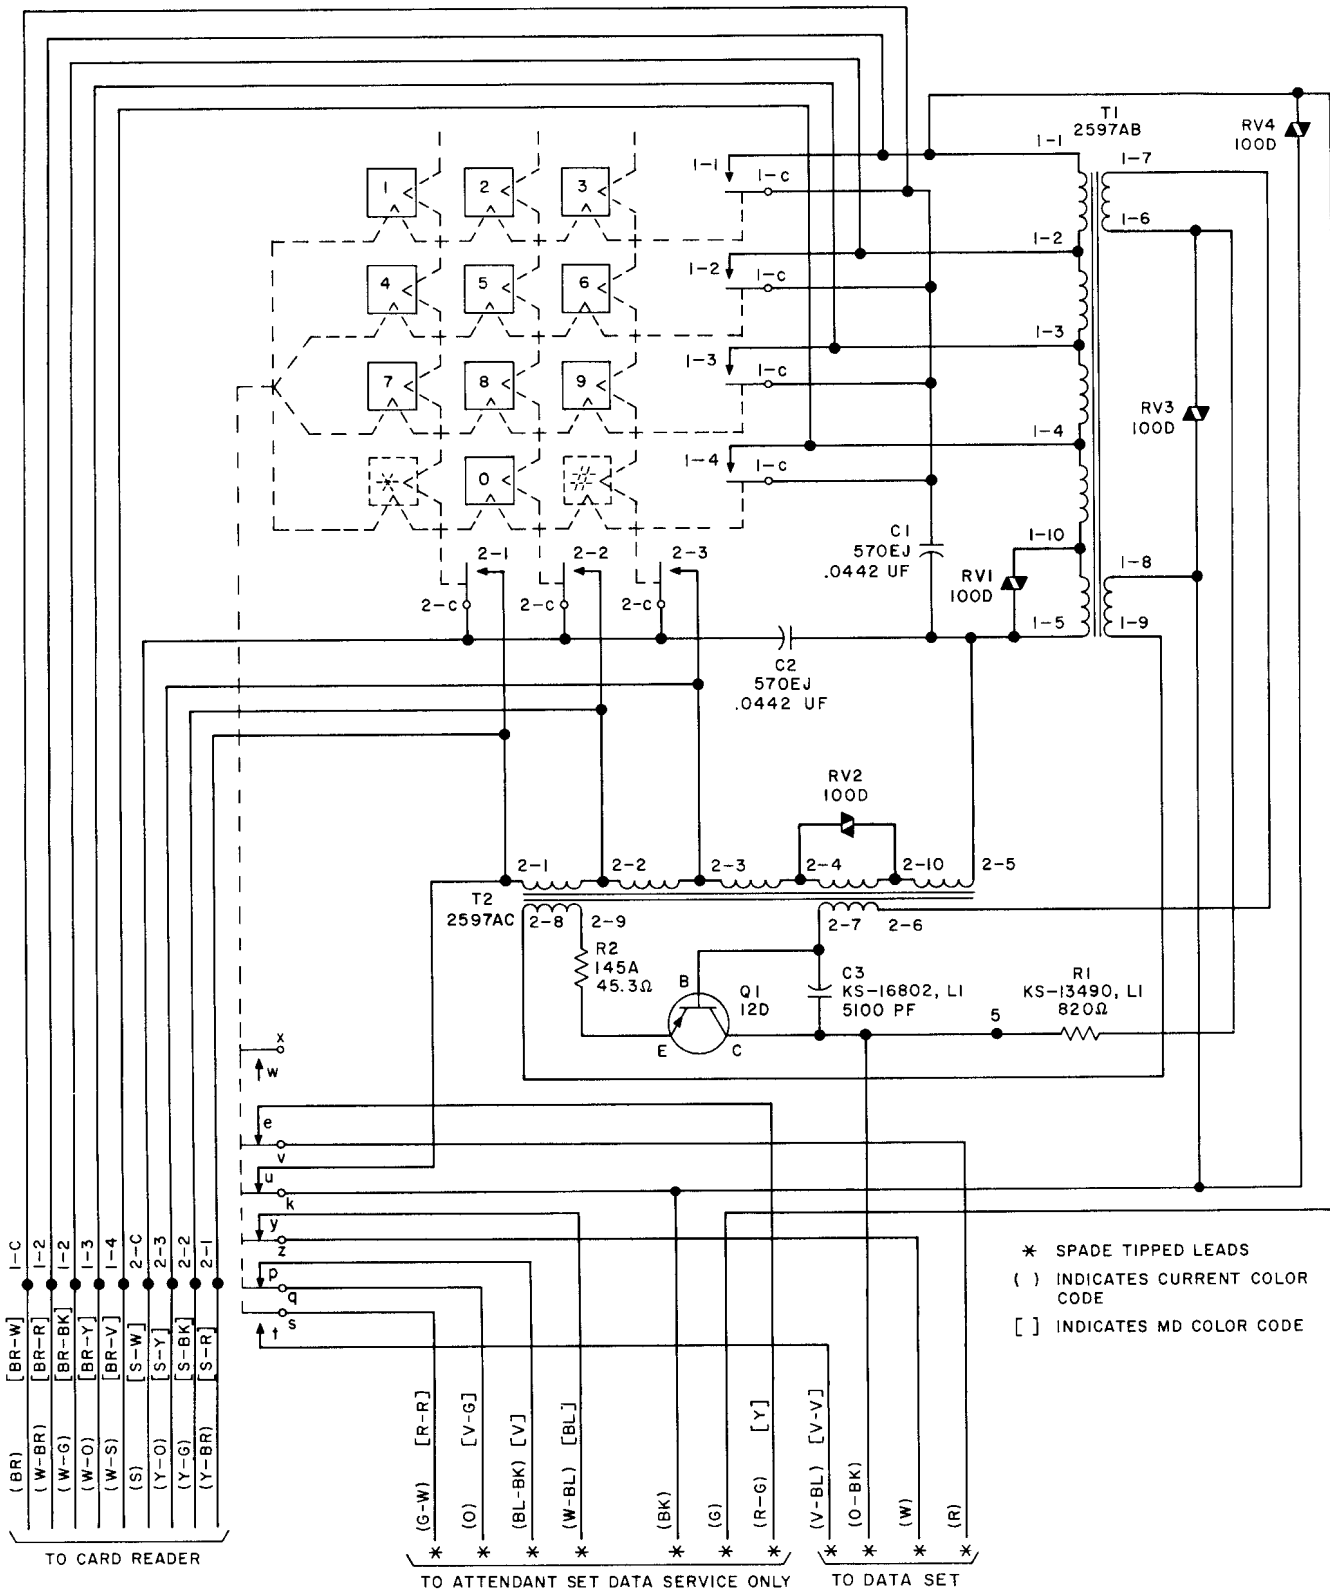 T1
2597AB
RV4
100D
1-1
1-7
1-1
1-C
1
2
3
1-6
1-2
1-2
1-C
4
5
6
1-3
1-3
1-C
7
8
9
RV3
100D
1-4
1-4
1-C
*
0
#
C1
570EJ
.0442 UF
1-10
RV1
100D
1-8
2-1
2-2
2-3
2-C
2-C
2-C
1-5
1-9
C2
570EJ
.0442 UF
RV2
100D
2-1
2-2
2-3
2-4
2-10
2-5
T2
2597AC
2-8
2-9
2-7
2-6
R2
145A
45.3Ω
B
Q1
12D
E
C
C3
KS-16802, L1
5100 PF
5
R1
KS-13490, L1
820Ω
x
w
e
v
u
k
y
z
p
q
s
t
1-C
1-2
1-2
1-3
1-4
2-C
2-3
2-2
2-1
[BR-W]
[BR-R]
[BR-BK]
[BR-Y]
[BR-V]
[S-W]
[S-Y]
[S-BK]
[S-R]
(BR)
(W-BR)
(W-G)
(W-O)
(W-S)
(S)
(Y-O)
(Y-G)
(Y-BR)
TO CARD READER
(G-W) [R-R]
(O) [V-G]
(BL-BK) [V]
(W-BL) [BL]
(BK)
(G)
(R-G) [Y]
* * * * * * *
TO ATTENDANT SET DATA SERVICE ONLY
(V-BL) [V-V]
(O-BK)
(W)
(R)
* * * *
TO DATA SET
* SPADE TIPPED LEADS
( ) INDICATES CURRENT COLOR
CODE
[ ] INDICATES MD COLOR CODE